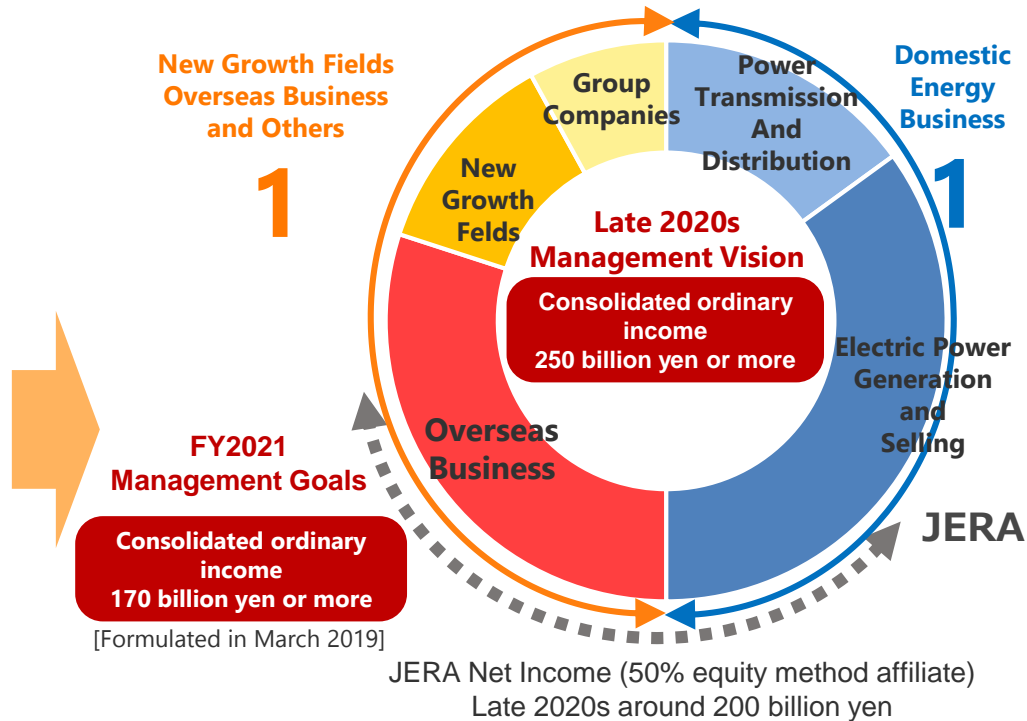 New Growth Fields
Overseas Business
and Others
1
Group
Companies
Power
Transmission
And
Distribution
Domestic
Energy
Business
1
New
Growth
Felds
Late 2020s
Management Vision
Consolidated ordinary
income
250 billion yen or more
Electric Power
Generation
and
Selling
Overseas
Business
FY2021
Management Goals
Consolidated ordinary
income
170 billion yen or more
[Formulated in March 2019]
JERA
JERA Net Income (50% equity method affiliate)
Late 2020s around 200 billion yen